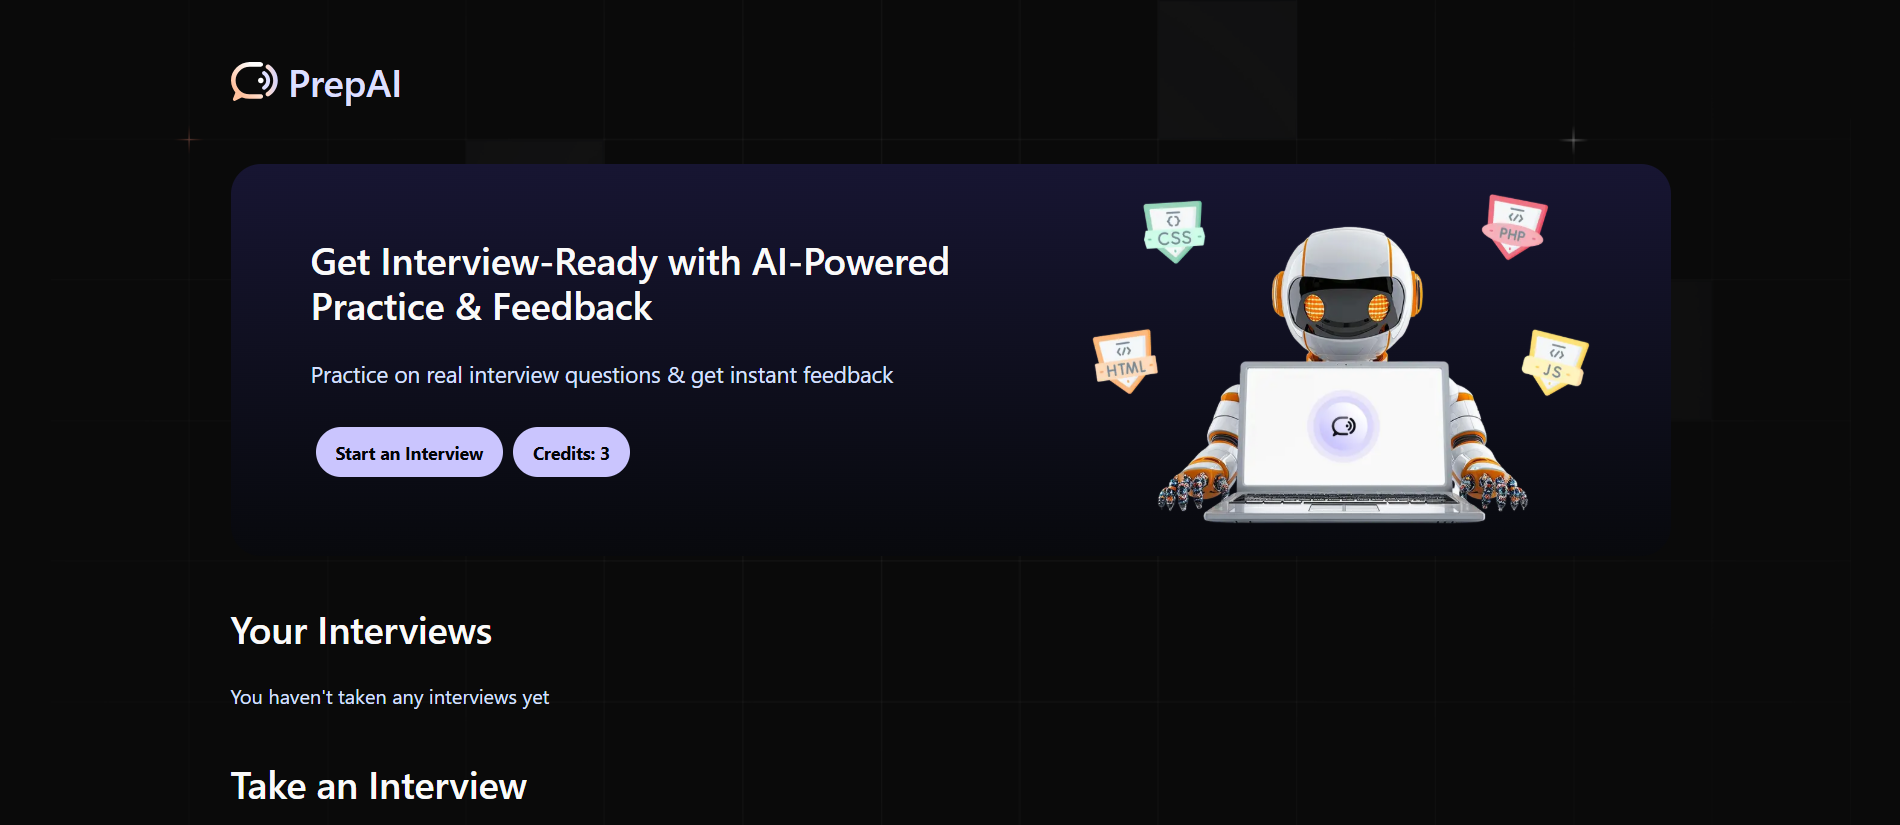 PrepAI
Get Interview-Ready with AI-Powered
Practice & Feedback
Practice on real interview questions & get instant feedback
Start an Interview
Credits: 3
CSS
PHP
HTML
JS
Your Interviews
You haven't taken any interviews yet
Take an Interview